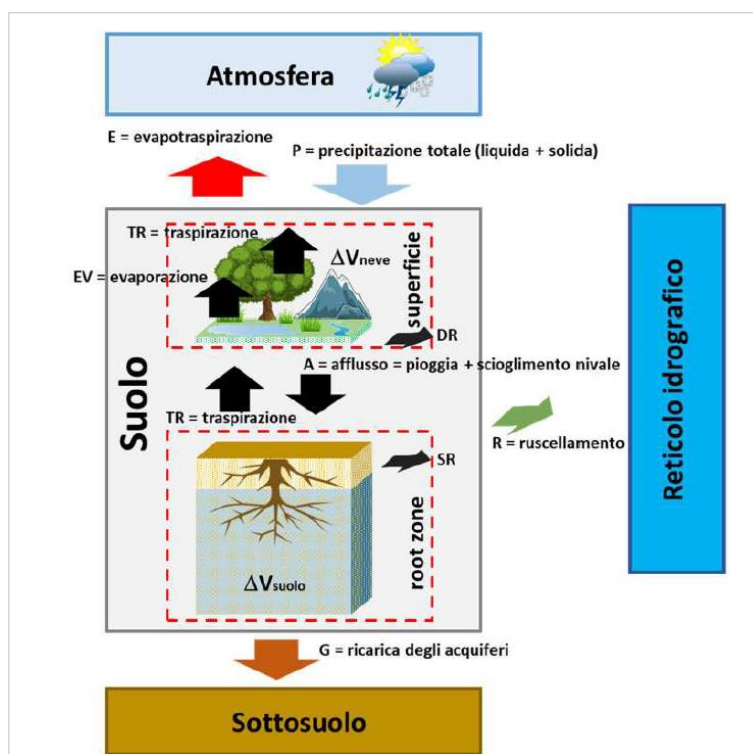 Atmosfera
E = evapotraspirazione
P = precipitazione totale (liquida + solida)
TR = traspirazione
ΔVneve
EV = evaporazione
superficie
DR
A = afflusso = pioggia + scioglimento nivale
Suolo
TR = traspirazione
R = ruscellamento
Reticolo idrografico
SR
root zone
ΔVsuolo
G = ricarica degli acquiferi
Sottosuolo